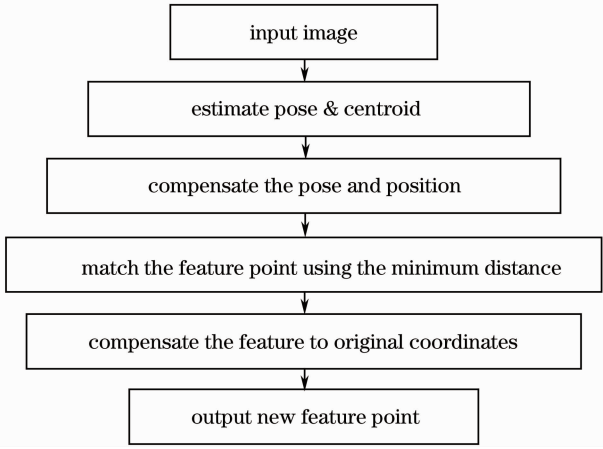 input image
estimate pose & centroid
compensate the pose and position
match the feature point using the minimum distance
compensate the feature to original coordinates
output new feature point